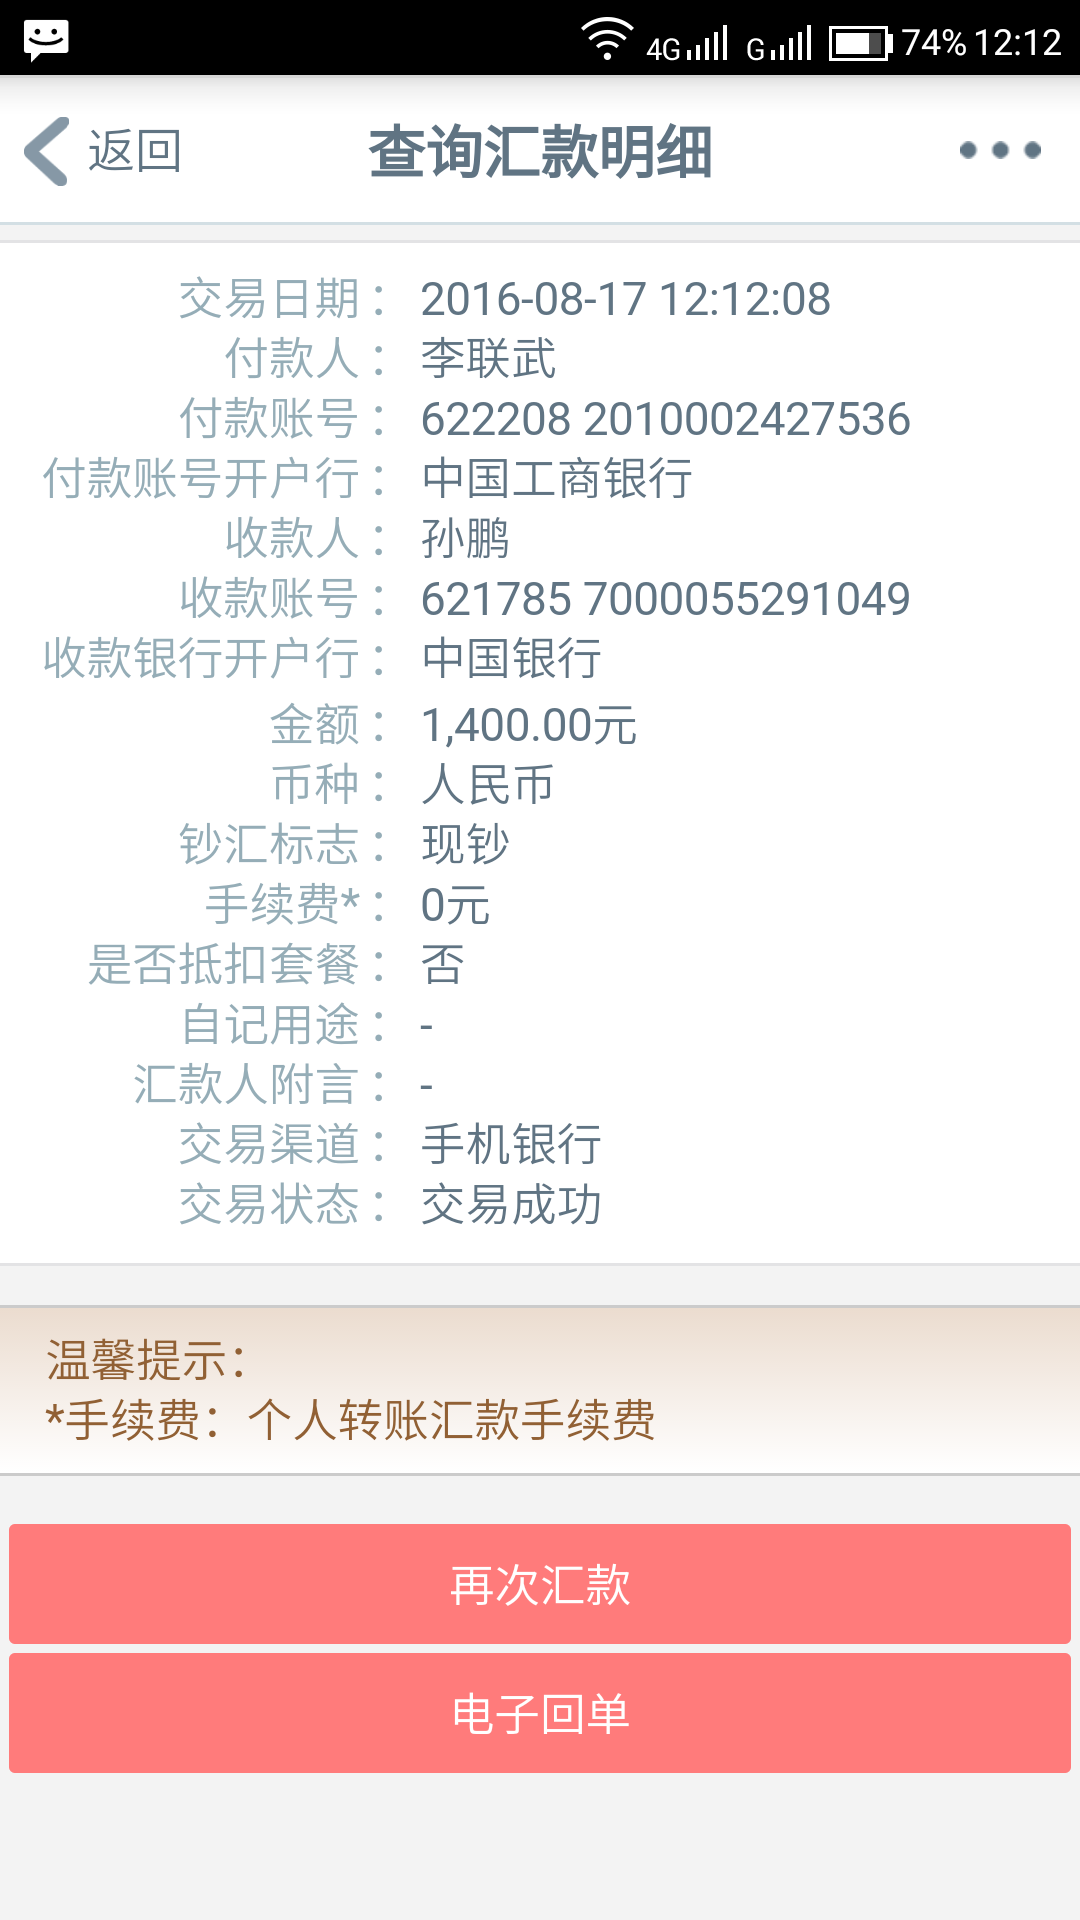 4G G 74% 12:12
返回 查询汇款明细
交易日期： 2016-08-17 12:12:08
付款人： 李联武
付款账号： 622208 2010002427536
付款账号开户行： 中国工商银行
收款人： 孙鹏
收款账号： 621785 7000055291049
收款银行开户行： 中国银行
金额： 1,400.00元
币种： 人民币
钞汇标志： 现钞
手续费*： 0元
是否抵扣套餐： 否
自记用途： -
汇款人附言： -
交易渠道： 手机银行
交易状态： 交易成功
温馨提示：
*手续费：个人转账汇款手续费
再次汇款
电子回单